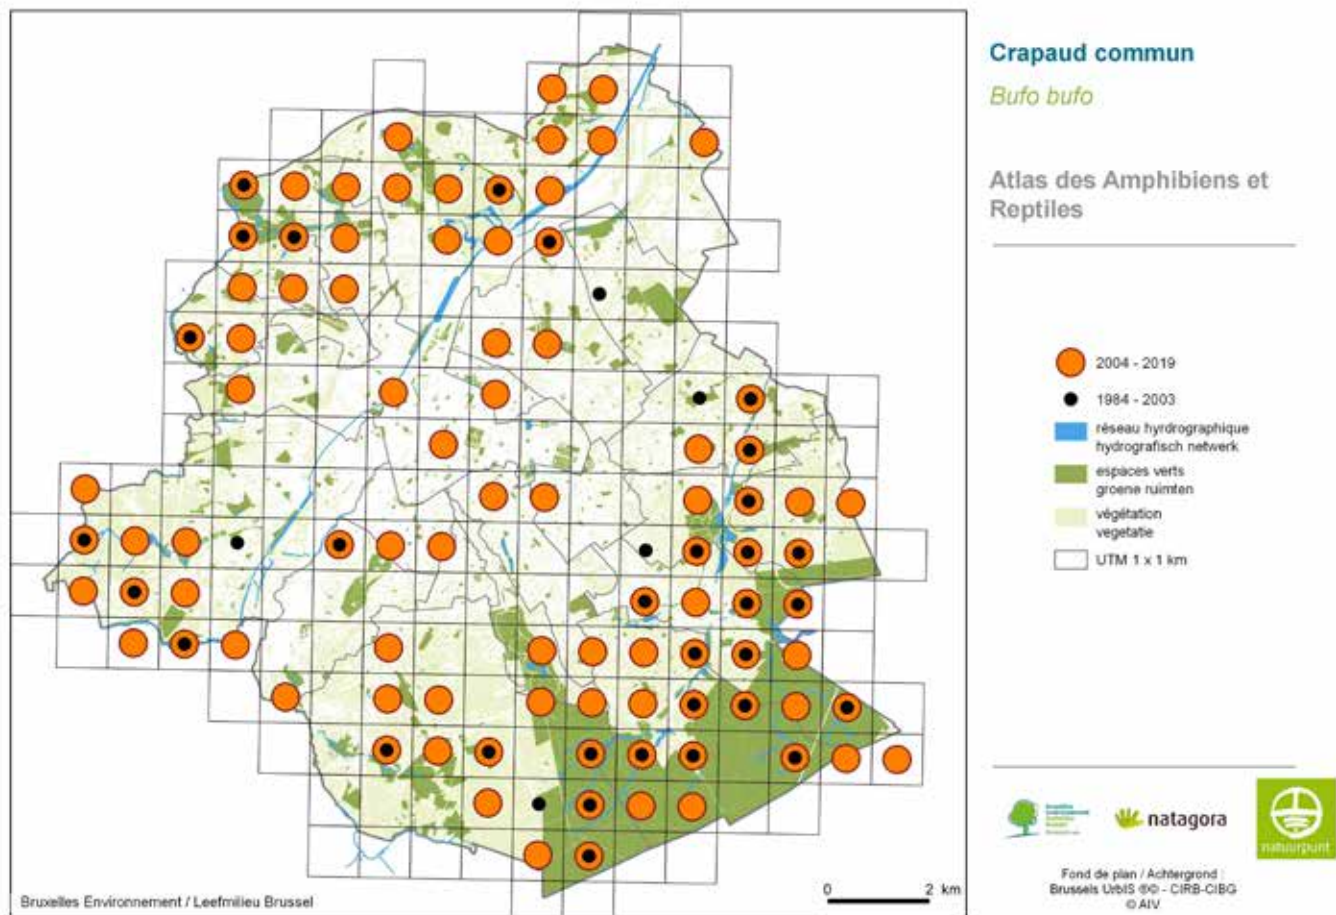 Crapaud commun
Bufo bufo
Atlas des Amphibiens et
Reptiles
2004 - 2019
1984 - 2003
réseau hyrdrographique
hydrografisch netwerk
espaces verts
groene ruimten
végétation
vegetatie
UTM 1 x 1 km
natagora
natuurpunt
Fond de plan / Achtergrond :
Brussels UrbIS ®© - CIRB-CIBG
© AIV
Bruxelles Environnement / Leefmilieu Brussel
0 2 km